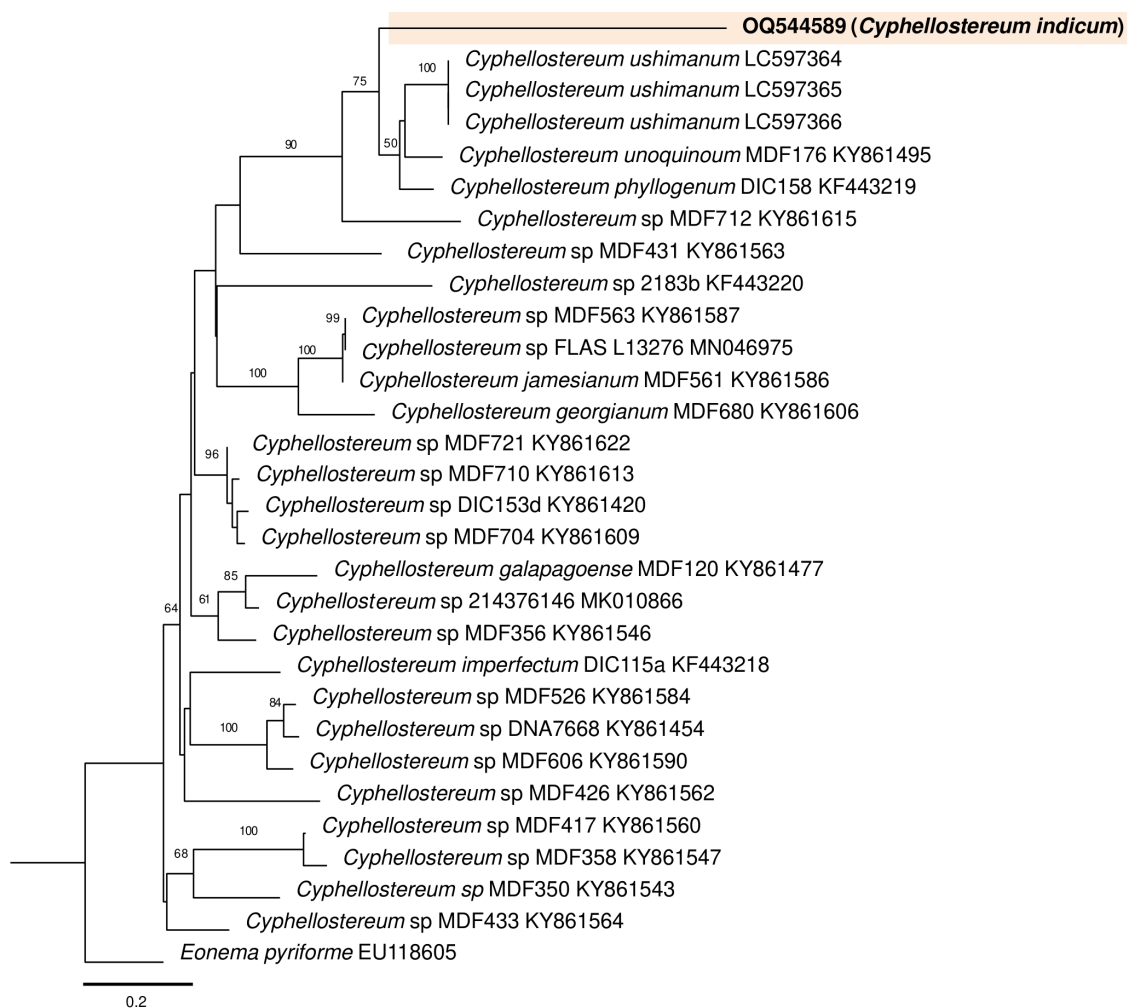 OQ544589 (Cyphellostereum indicum)
Cyphellostereum ushimanum LC597364
100
Cyphellostereum ushimanum LC597365
75
Cyphellostereum ushimanum LC597366
90
50
Cyphellostereum unoquinoum MDF176 KY861495
Cyphellostereum phyllogenum DIC158 KF443219
Cyphellostereum sp MDF712 KY861615
Cyphellostereum sp MDF431 KY861563
Cyphellostereum sp 2183b KF443220
99
Cyphellostereum sp MDF563 KY861587
100
Cyphellostereum sp FLAS L13276 MN046975
100
Cyphellostereum jamesianum MDF561 KY861586
Cyphellostereum georgianum MDF680 KY861606
Cyphellostereum sp MDF721 KY861622
96
Cyphellostereum sp MDF710 KY861613
Cyphellostereum sp DIC153d KY861420
Cyphellostereum sp MDF704 KY861609
Cyphellostereum galapagoense MDF120 KY861477
85
61
Cyphellostereum sp 214376146 MK010866
64
Cyphellostereum sp MDF356 KY861546
Cyphellostereum imperfectum DIC115a KF443218
84
Cyphellostereum sp MDF526 KY861584
100
Cyphellostereum sp DNA7668 KY861454
Cyphellostereum sp MDF606 KY861590
Cyphellostereum sp MDF426 KY861562
100
Cyphellostereum sp MDF417 KY861560
68
Cyphellostereum sp MDF358 KY861547
Cyphellostereum sp MDF350 KY861543
Cyphellostereum sp MDF433 KY861564
Eonema pyriforme EU118605
0.2